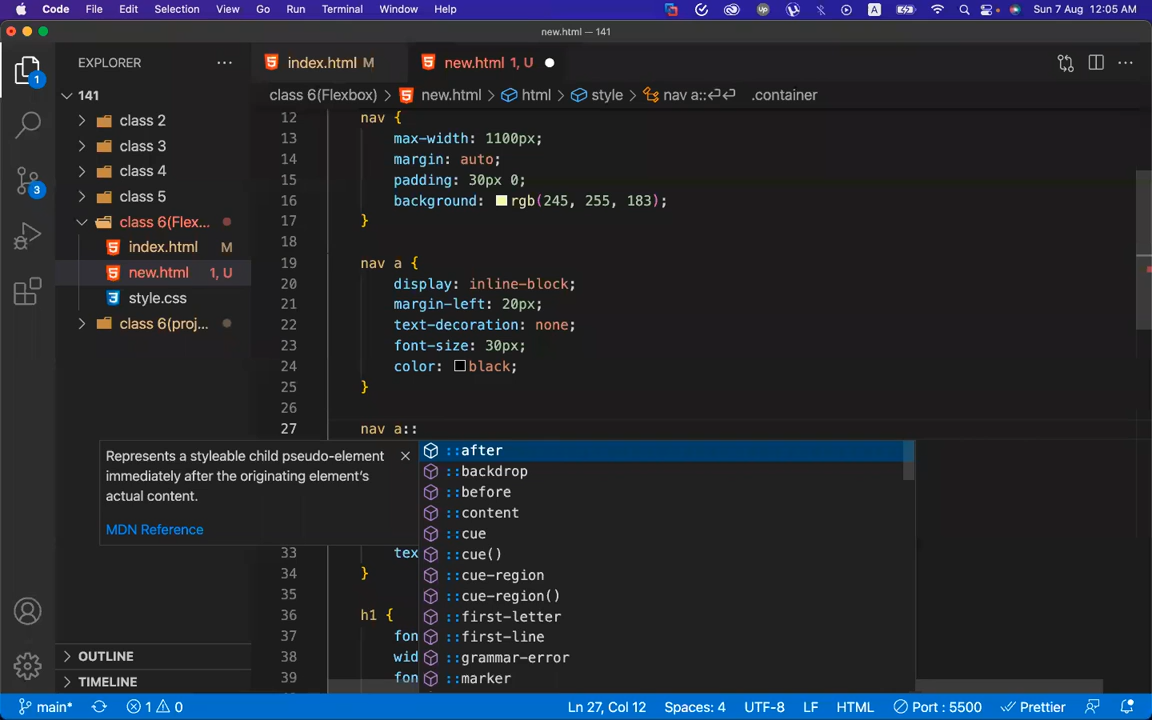 Code File Edit Selection View Go Run Terminal Window Help Up A Sun 7 Aug 12:05 AM
new.html — 141
EXPLORER
index.html M
new.html 1, U
class 6(Flexbox) > new.html > html > style > nav a::↩↩ .container
141
class 2
class 3
class 4
class 5
class 6(Flex...
index.html M
new.html 1, U
style.css
class 6(proj...
OUTLINE
TIMELINE
1
3
12 nav {
13 max-width: 1100px;
14 margin: auto;
15 padding: 30px 0;
16 background: rgb(245, 255, 183);
17 }
18
19 nav a {
20 display: inline-block;
21 margin-left: 20px;
22 text-decoration: none;
23 font-size: 30px;
24 color: black;
25 }
26
27 nav a::
Represents a styleable child pseudo-element
immediately after the originating element's
actual content.
MDN Reference
::after
::backdrop
::before
::content
::cue
::cue()
::cue-region
::cue-region()
::first-letter
::first-line
::grammar-error
::marker
33 tex
34 }
35
36 h1 {
37 fon
38 wid
39 fon
main* 1 0 Ln 27, Col 12 Spaces: 4 UTF-8 LF HTML Port : 5500 Prettier